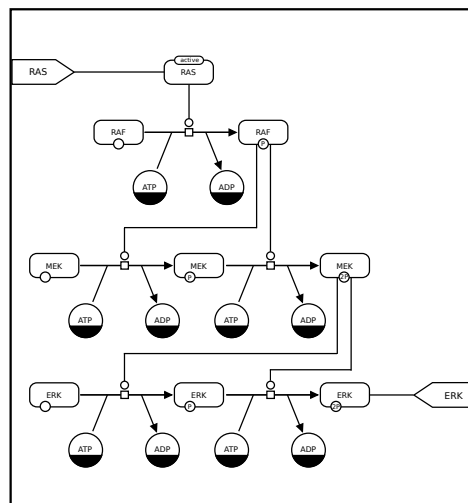 active
RAS
RAS
RAF
RAF
P
ATP
ADP
MEK
MEK
P
MEK
2P
ATP
ADP
ATP
ADP
ERK
ERK
P
ERK
2P
ERK
ATP
ADP
ATP
ADP